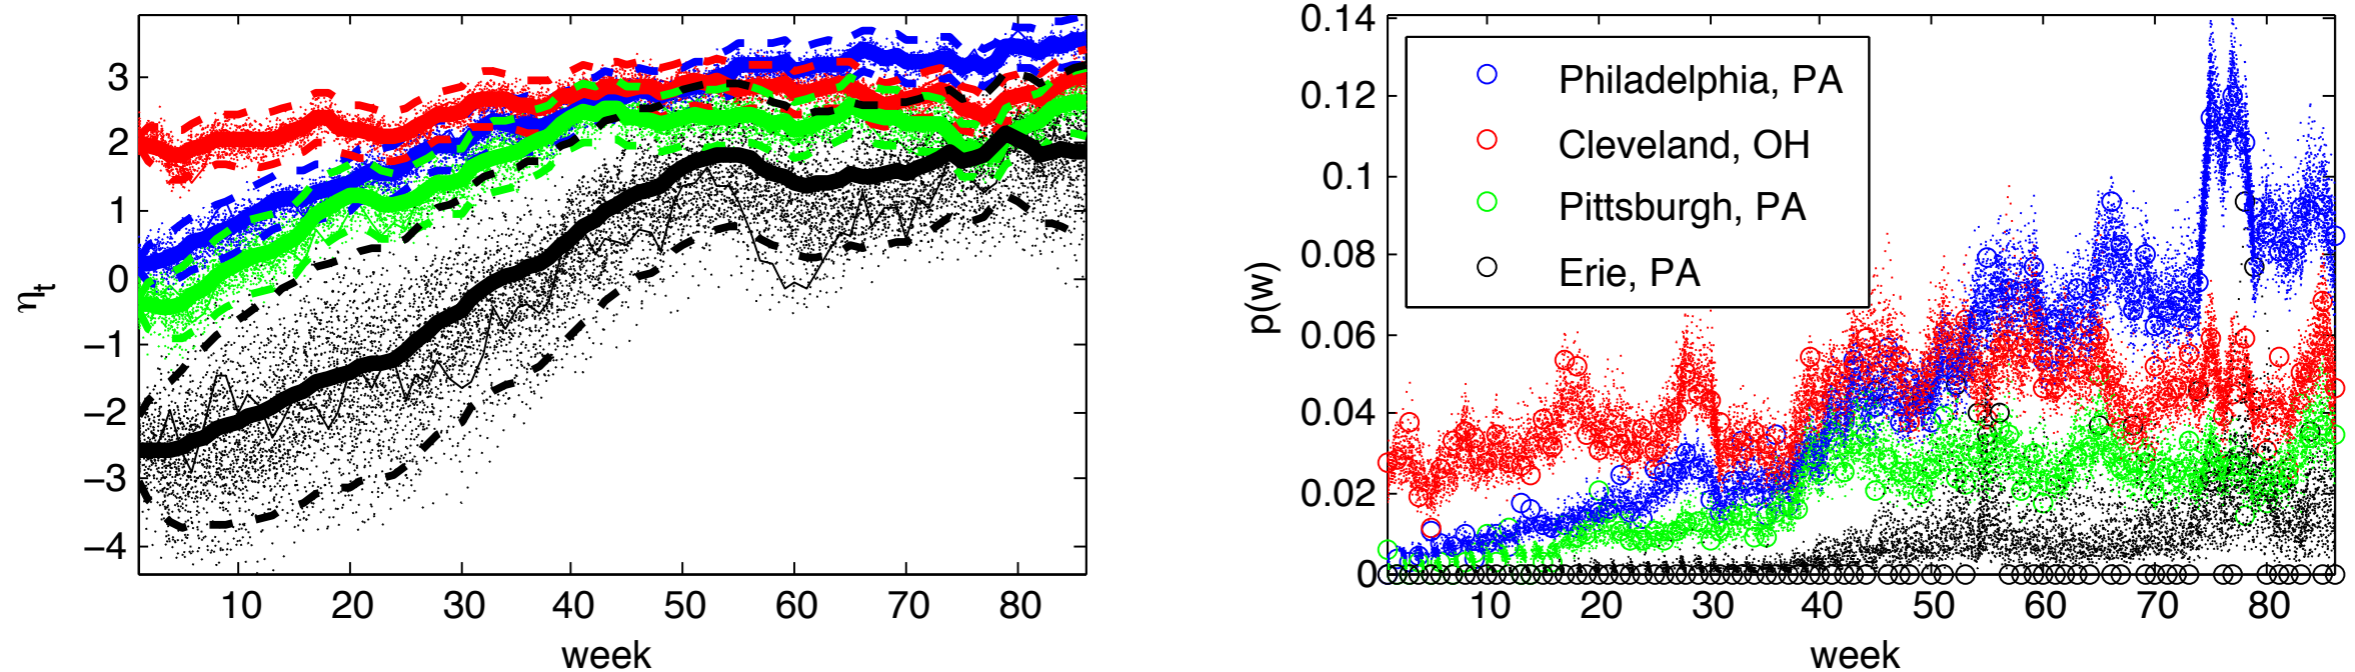 3
2
1
0
−1
−2
−3
−4
ηt
10 20 30 40 50 60 70 80
week
0.14
0.12
0.1
0.08
0.06
0.04
0.02
0
p(w)
Philadelphia, PA
Cleveland, OH
Pittsburgh, PA
Erie, PA
10 20 30 40 50 60 70 80
week